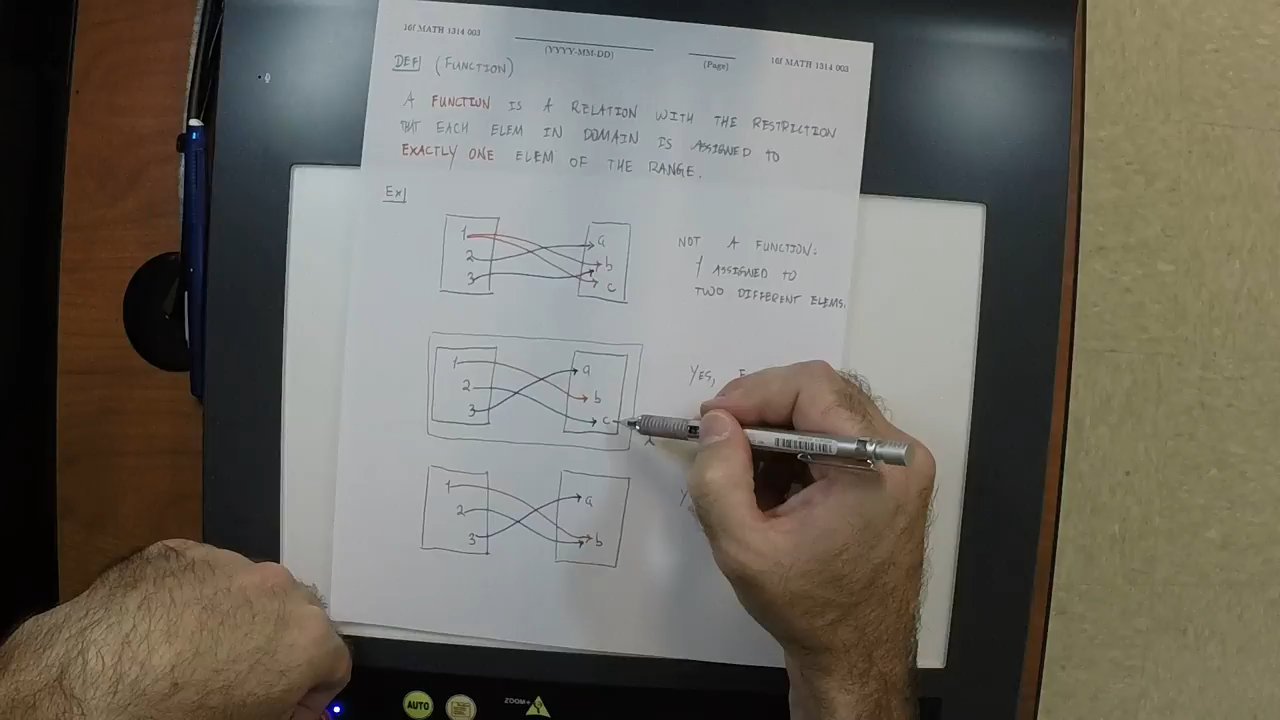 16f MATH 1314 003
(YYYY-MM-DD)
(Page)
16f MATH 1314 003
DEF (FUNCTION)
A FUNCTION IS A RELATION WITH THE RESTRICTION
THAT EACH ELEM IN DOMAIN IS ASSIGNED TO
EXACTLY ONE ELEM OF THE RANGE.
Ex
1
2
3
a
b
c
NOT A FUNCTION:
1 ASSIGNED TO
TWO DIFFERENT ELEMS.
1
2
3
a
b
c
YES,
1
2
3
a
b
AUTO
ZOOM+